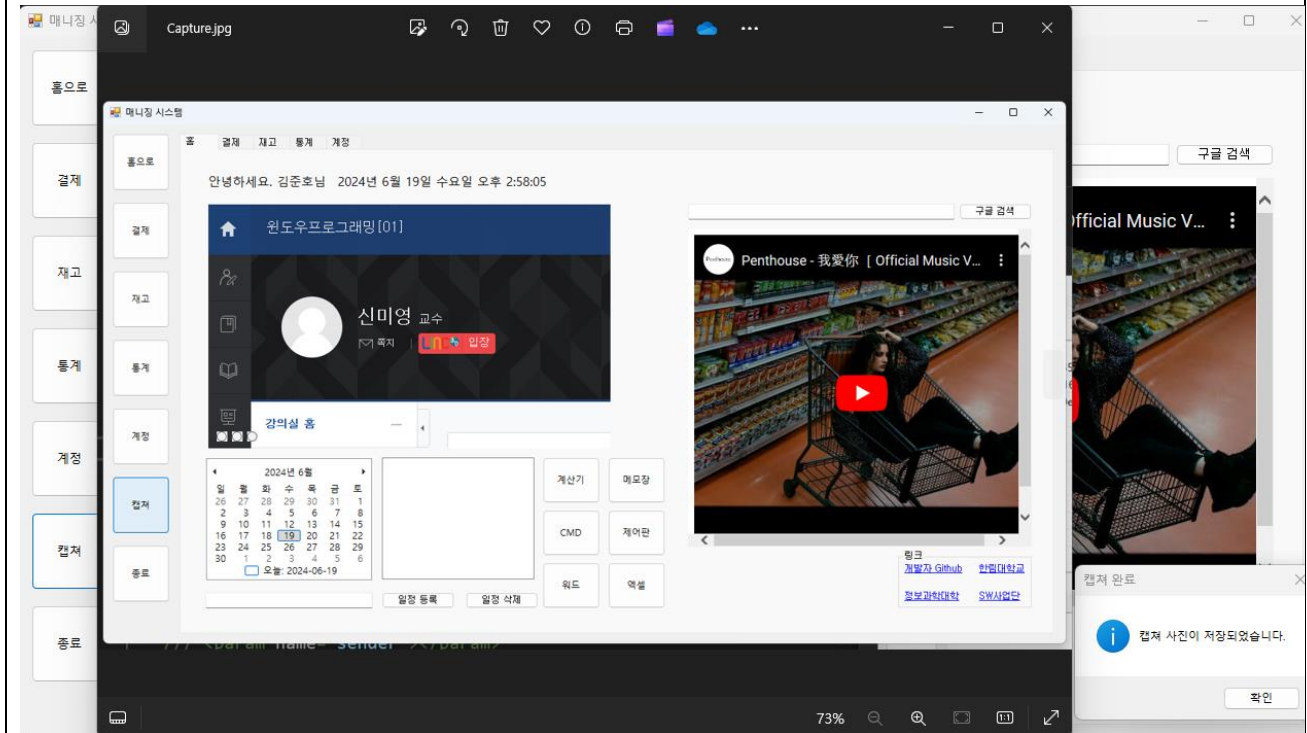 매니징 시
Capture.jpg
홈으로
결제
재고
통계
계정
캡쳐
종료
매니징 시스템
홈으로
결제
재고
통계
계정
캡쳐
종료
홈 결제 재고 통계 계정
안녕하세요. 김준호님 2024년 6월 19일 수요일 오후 2:58:05
윈도우프로그래밍[01]
신미영 교수
쪽지 | 입장
강의실 홈
2024년 6월
일 월 화 수 목 금 토
26 27 28 29 30 31 1
2 3 4 5 6 7 8
9 10 11 12 13 14 15
16 17 18 19 20 21 22
23 24 25 26 27 28 29
30 1 2 3 4 5 6
오늘: 2024-06-19
일정 등록 일정 삭제
계산기 메모장
CMD 제어판
워드 엑셀
구글 검색
Penthouse
Penthouse - 我愛你 [ Official Music V...
링크
개발자 Github 한림대학교
정보과학대학 SW사업단
구글 검색
Official Music V...
캡쳐 완료
캡쳐 사진이 저장되었습니다.
확인
/// <param name="sender"></param>
73%
1:1